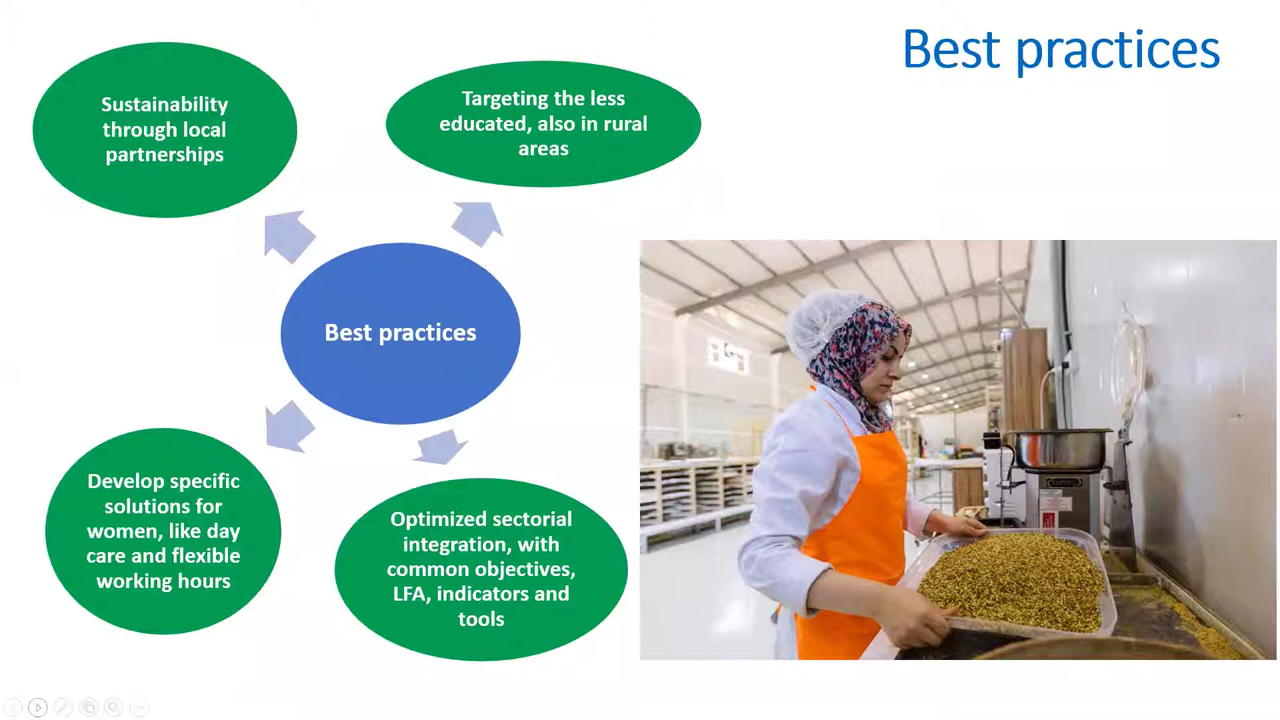 Best practices
Sustainability
through local
partnerships
Targeting the less
educated, also in rural
areas
Best practices
Develop specific
solutions for
women, like day
care and flexible
working hours
Optimized sectorial
integration, with
common objectives,
LFA, indicators and
tools